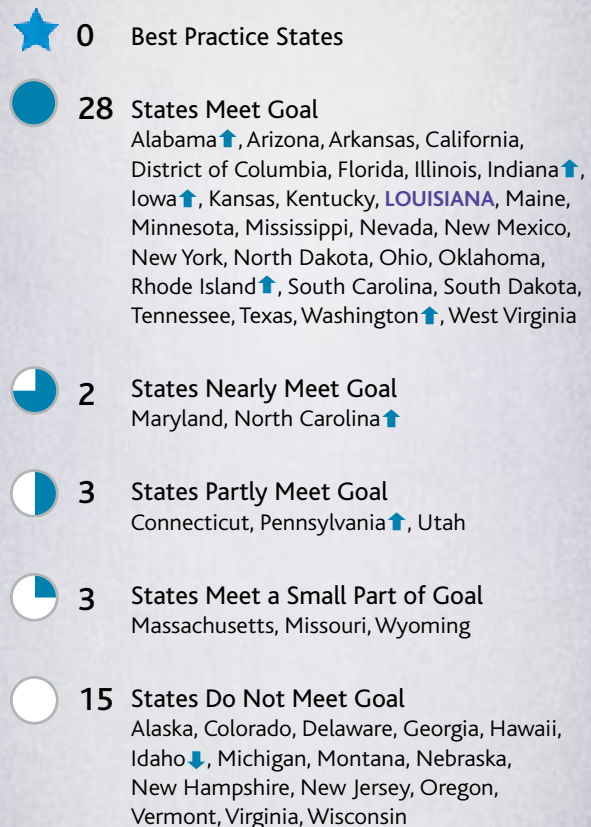 0 Best Practice States
28 States Meet Goal
Alabama⬆, Arizona, Arkansas, California,
District of Columbia, Florida, Illinois, Indiana⬆,
Iowa⬆, Kansas, Kentucky, LOUISIANA, Maine,
Minnesota, Mississippi, Nevada, New Mexico,
New York, North Dakota, Ohio, Oklahoma,
Rhode Island⬆, South Carolina, South Dakota,
Tennessee, Texas, Washington⬆, West Virginia
2 States Nearly Meet Goal
Maryland, North Carolina⬆
3 States Partly Meet Goal
Connecticut, Pennsylvania⬆, Utah
3 States Meet a Small Part of Goal
Massachusetts, Missouri, Wyoming
15 States Do Not Meet Goal
Alaska, Colorado, Delaware, Georgia, Hawaii,
Idaho⬇, Michigan, Montana, Nebraska,
New Hampshire, New Jersey, Oregon,
Vermont, Virginia, Wisconsin